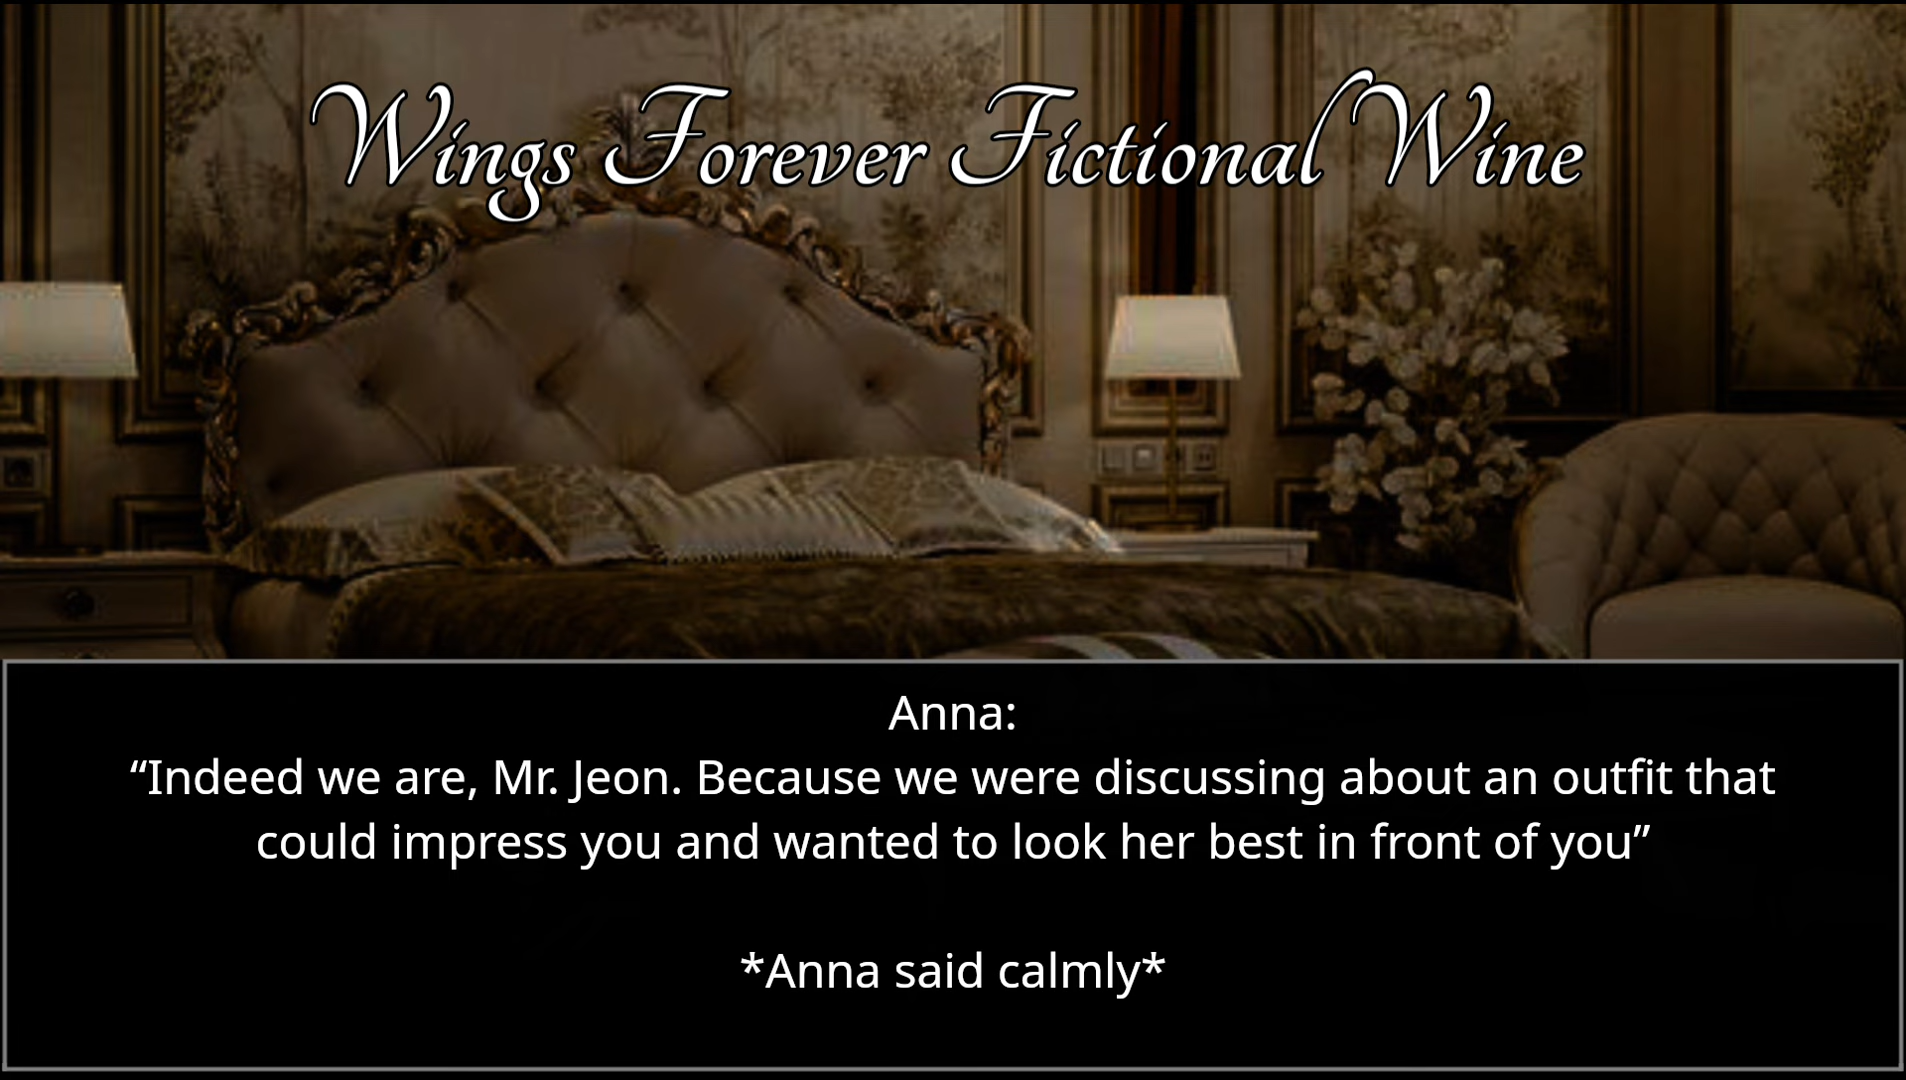 Wings Forever Fictional Wine
Anna:
“Indeed we are, Mr. Jeon. Because we were discussing about an outfit that
could impress you and wanted to look her best in front of you”
*Anna said calmly*